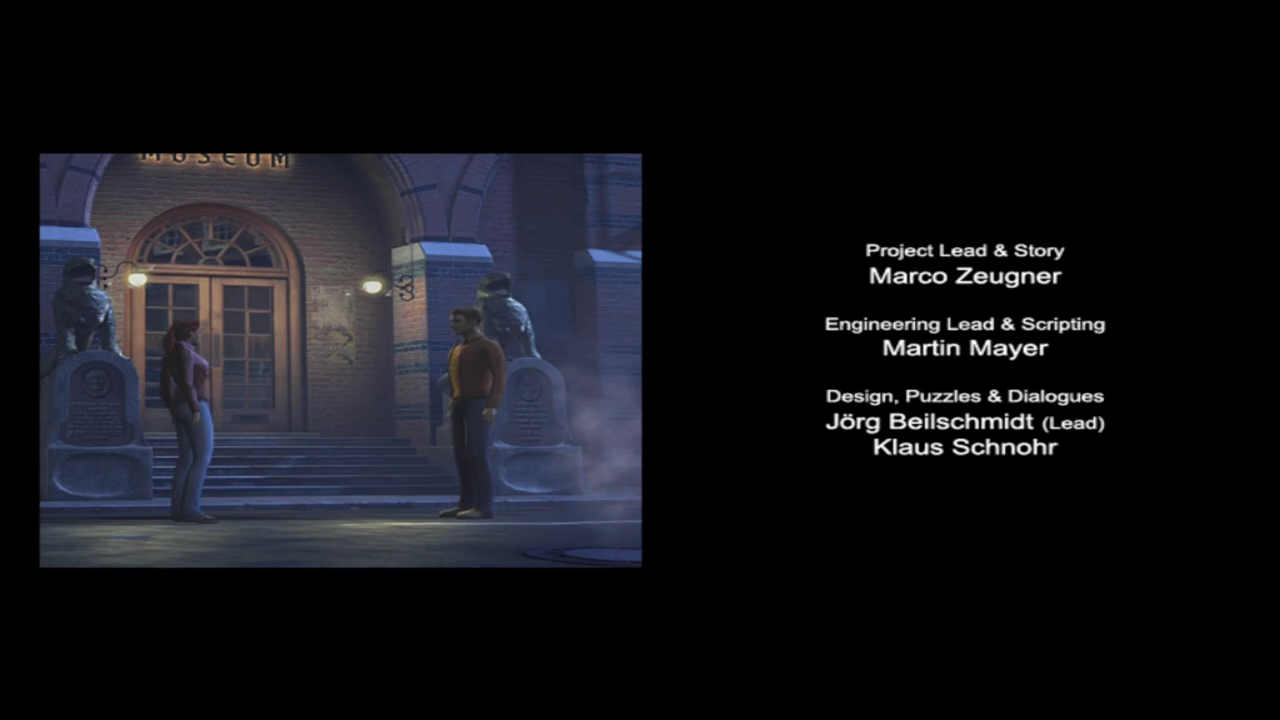 MUSEUM
Project Lead & Story
Marco Zeugner
Engineering Lead & Scripting
Martin Mayer
Design, Puzzles & Dialogues
Jörg Beilschmidt (Lead)
Klaus Schnohr